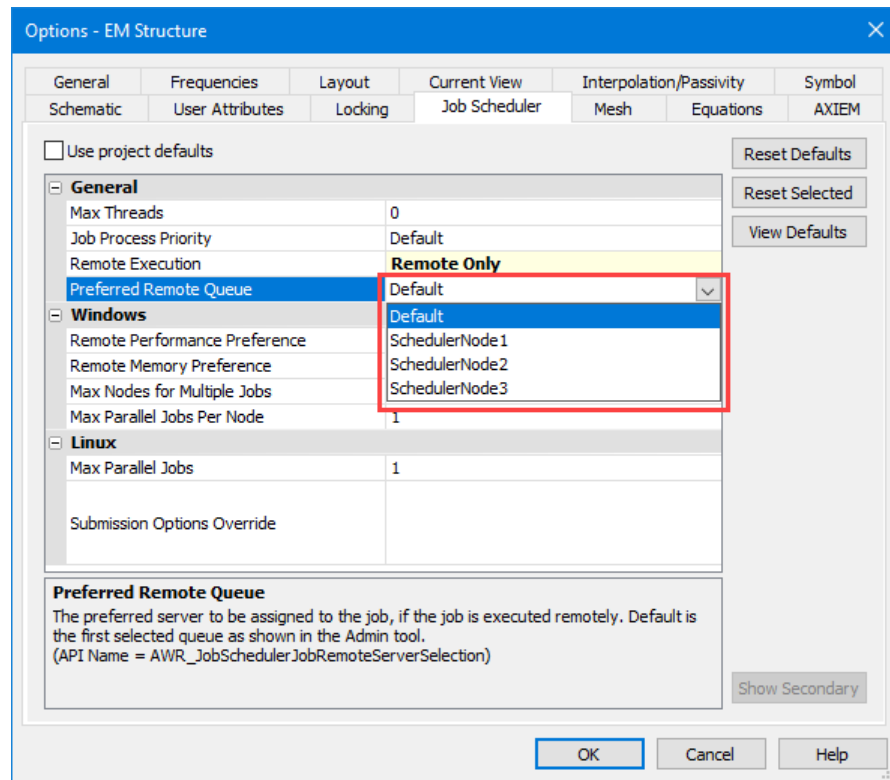 Options - EM Structure
General Frequencies Layout Current View Interpolation/Passivity Symbol
Schematic User Attributes Locking Job Scheduler Mesh Equations AXIEM
Use project defaults
Reset Defaults
General
Reset Selected
Max Threads 0
View Defaults
Job Process Priority Default
Remote Execution Remote Only
Preferred Remote Queue Default
Windows Default
Remote Performance Preference SchedulerNode1
Remote Memory Preference SchedulerNode2
Max Nodes for Multiple Jobs SchedulerNode3
Max Parallel Jobs Per Node 1
Linux
Max Parallel Jobs 1
Submission Options Override
Preferred Remote Queue
The preferred server to be assigned to the job, if the job is executed remotely. Default is
the first selected queue as shown in the Admin tool.
(API Name = AWR_JobSchedulerJobRemoteServerSelection)
Show Secondary
OK Cancel Help